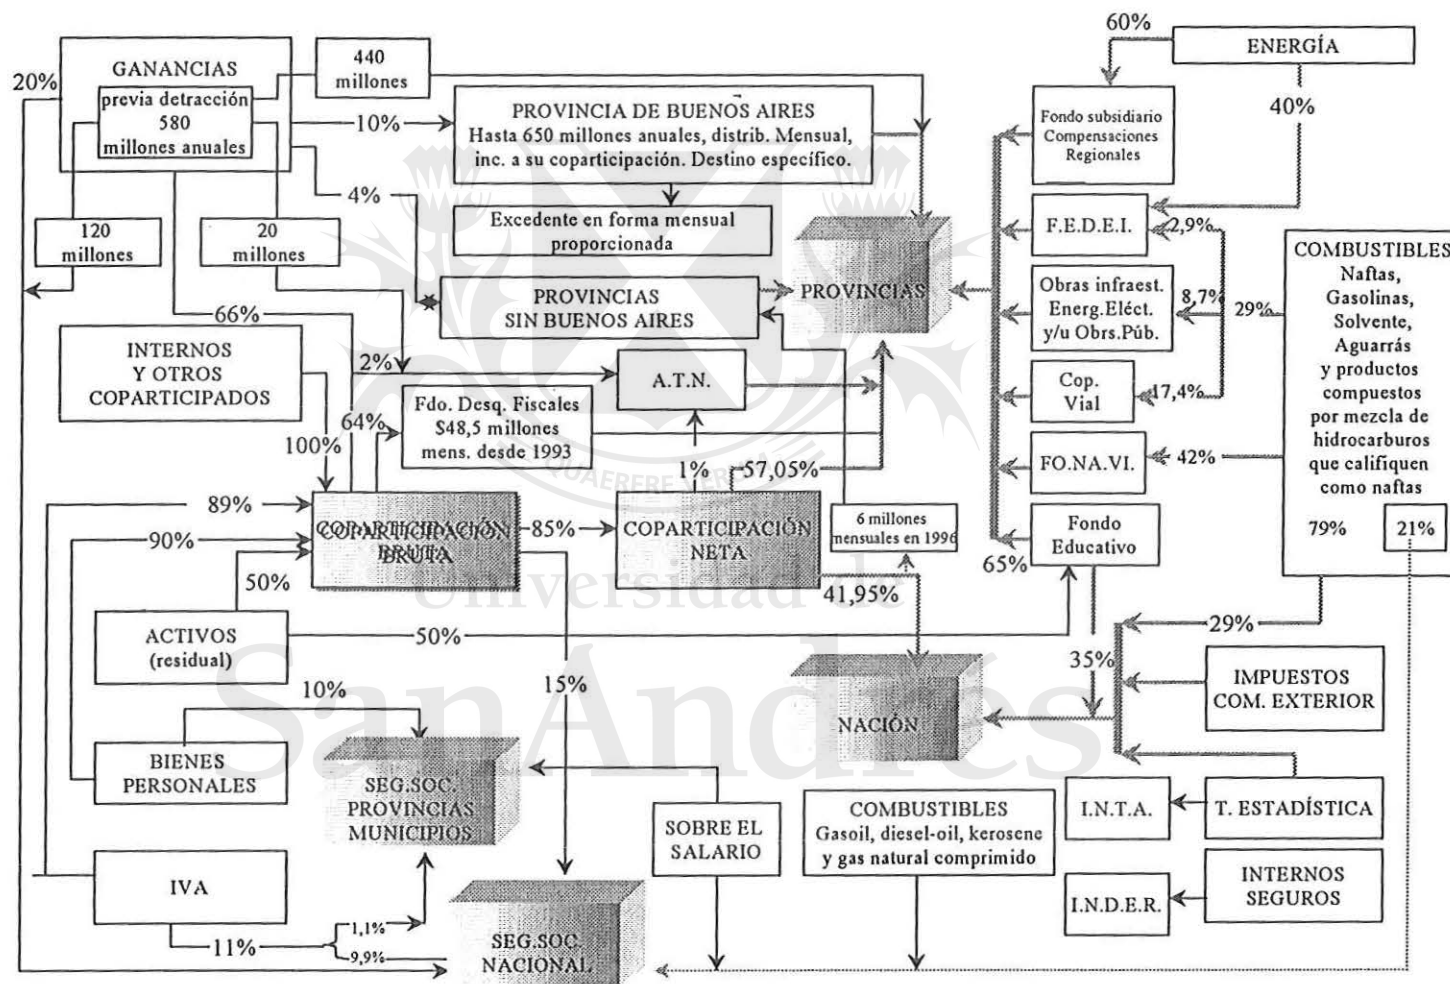 60%
ENERGÍA
20%
GANANCIAS
previa detracción
580
millones anuales
440
millones
10%
PROVINCIA DE BUENOS AIRES
Hasta 650 millones anuales, distrib. Mensual,
inc. a su coparticipación. Destino específico.
40%
Fondo subsidiario
Compensaciones
Regionales
4%
120
millones
20
millones
Excedente en forma mensual
proporcionada
PROVINCIAS
F.E.D.E.I.
2,9%
COMBUSTIBLES
Naftas,
Gasolinas,
Solvente,
Aguarrás
y productos
compuestos
por mezcla de
hidrocarburos
que califiquen
como naftas
79%
21%
PROVINCIAS
SIN BUENOS AIRES
Obras infraest.
Energ.Eléct.
y/u Obrs.Púb.
8,7%
29%
66%
INTERNOS
Y OTROS
COPARTICIPADOS
2%
A.T.N.
Cop.
Vial
17,4%
64%
Fdo. Desq. Fiscales
$48,5 millones
mens. desde 1993
100%
1%
57,05%
QUAERERE VERUM
FO.NA.VI.
42%
89%
COPARTICIPACIÓN
BRUTA
85%
COPARTICIPACIÓN
NETA
6 millones
mensuales en 1996
Fondo
Educativo
65%
90%
50%
41,95%
Universidad de
SanAndrés
ACTIVOS
(residual)
50%
29%
35%
IMPUESTOS
COM. EXTERIOR
10%
15%
NACIÓN
BIENES
PERSONALES
SEG.SOC.
PROVINCIAS
MUNICIPIOS
SOBRE EL
SALARIO
COMBUSTIBLES
Gasoil, diesel-oil, kerosene
y gas natural comprimido
I.N.T.A.
T. ESTADÍSTICA
IVA
I.N.D.E.R.
INTERNOS
SEGUROS
11%
1,1%
9,9%
SEG.SOC.
NACIONAL